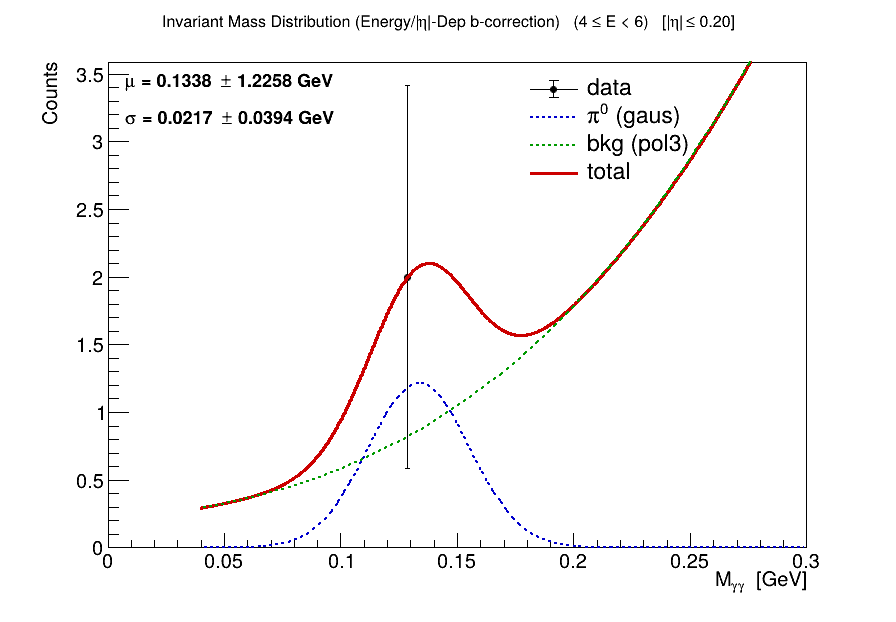 Invariant Mass Distribution (Energy/|η|-Dep b-correction) (4 ≤ E < 6) [|η| ≤ 0.20]
Counts
μ = 0.1338 ± 1.2258 GeV
σ = 0.0217 ± 0.0394 GeV
data
π⁰ (gaus)
bkg (pol3)
total
3.5
3
2.5
2
1.5
1
0.5
0
0 0.05 0.1 0.15 0.2 0.25 0.3
Mγγ [GeV]